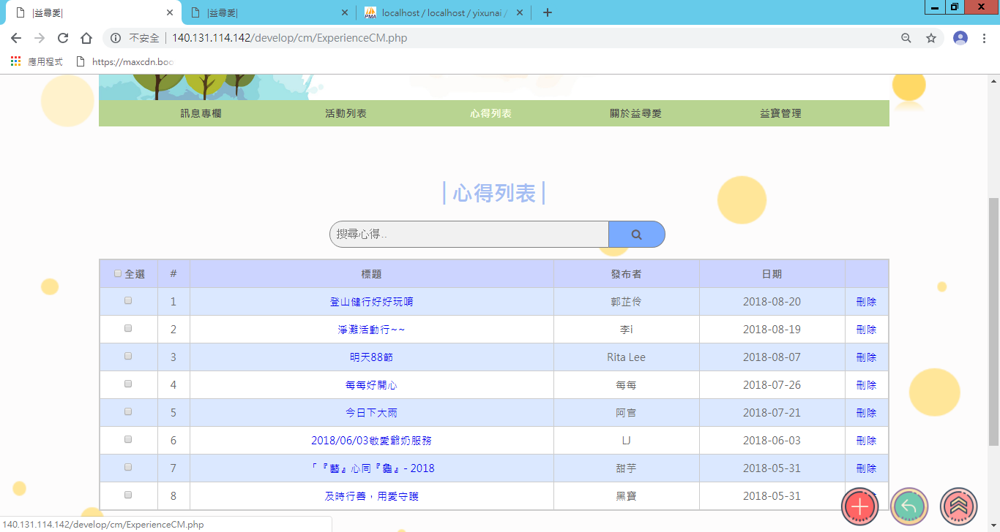 |益尋愛|
|益尋愛|
localhost / localhost / yixunai /
不安全 | 140.131.114.142/develop/cm/ExperienceCM.php
應用程式 https://maxcdn.boo
訊息專欄 活動列表 心得列表 關於益尋愛 益寶管理
| 心得列表 |
搜尋心得..
全選 # 標題 發布者 日期
1 登山健行好好玩唷 郭芷伶 2018-08-20 刪除
2 淨灘活動行~~ 李i 2018-08-19 刪除
3 明天88節 Rita Lee 2018-08-07 刪除
4 每每好開心 每每 2018-07-26 刪除
5 今日下大雨 阿官 2018-07-21 刪除
6 2018/06/03敬愛爺奶服務 LJ 2018-06-03 刪除
7 「『藝』心同『龜』- 2018 甜芋 2018-05-31 刪除
8 及時行善，用愛守護 黑寶 2018-05-31
140.131.114.142/develop/cm/ExperienceCM.php